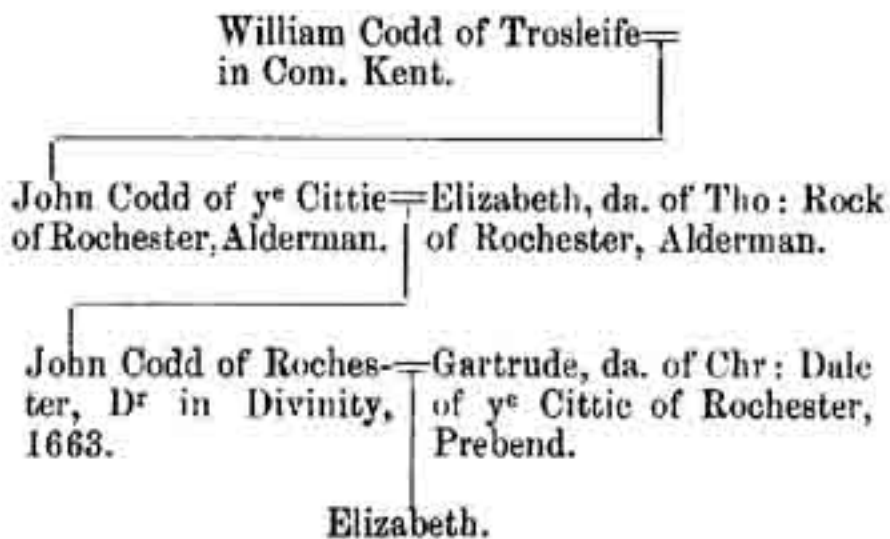 William Codd of Trosleife
in Com. Kent.
John Codd of yᵉ Cittie
of Rochester, Alderman.
Elizabeth, da. of Tho: Rock
of Rochester, Alderman.
John Codd of Roches-
ter, Dʳ in Divinity,
1663.
Gartrude, da. of Chr: Dale
of yᵉ Cittie of Rochester,
Prebend.
Elizabeth.